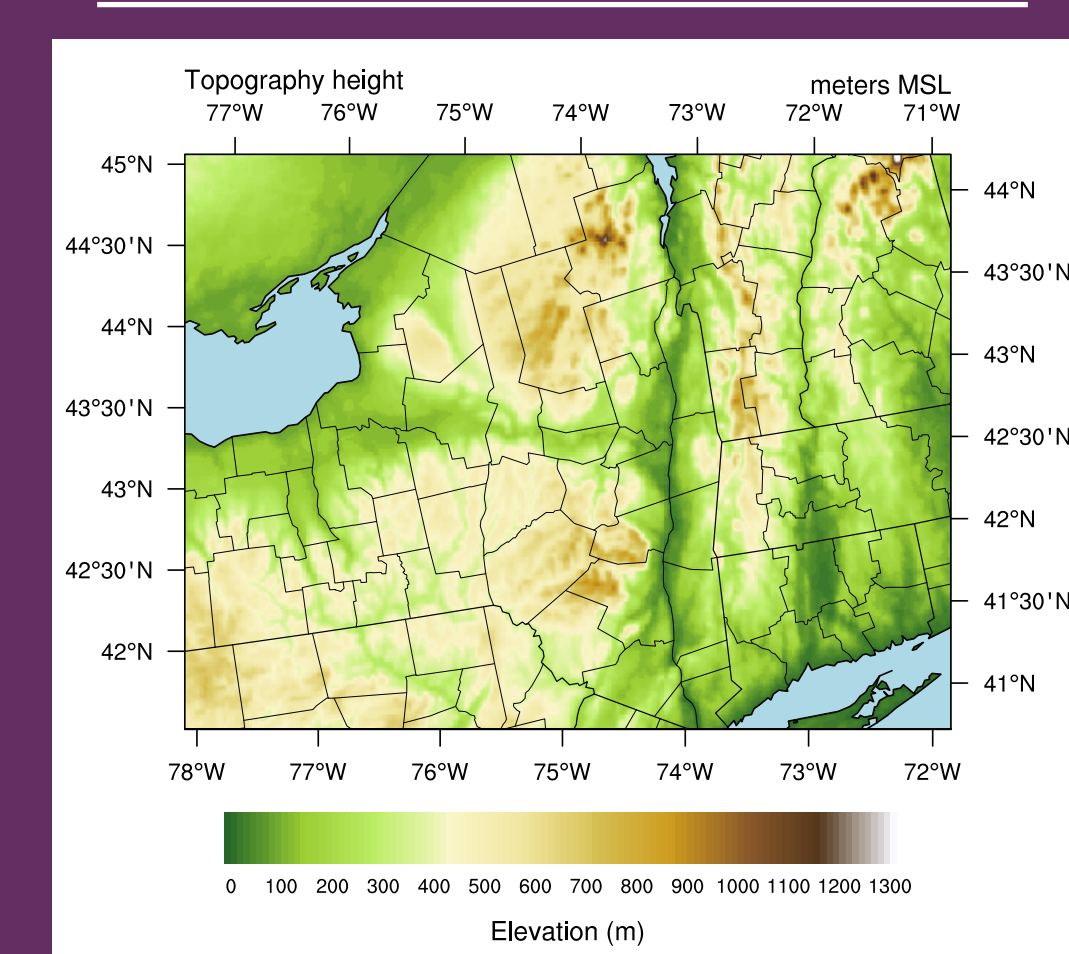 Topography height
meters MSL
77°W 76°W 75°W 74°W 73°W 72°W 71°W
45°N
44°N
44°30'N
43°30'N
44°N
43°N
43°30'N
42°30'N
43°N
42°N
42°30'N
41°30'N
42°N
41°N
78°W 77°W 76°W 75°W 74°W 73°W 72°W
0 100 200 300 400 500 600 700 800 900 1000 1100 1200 1300
Elevation (m)